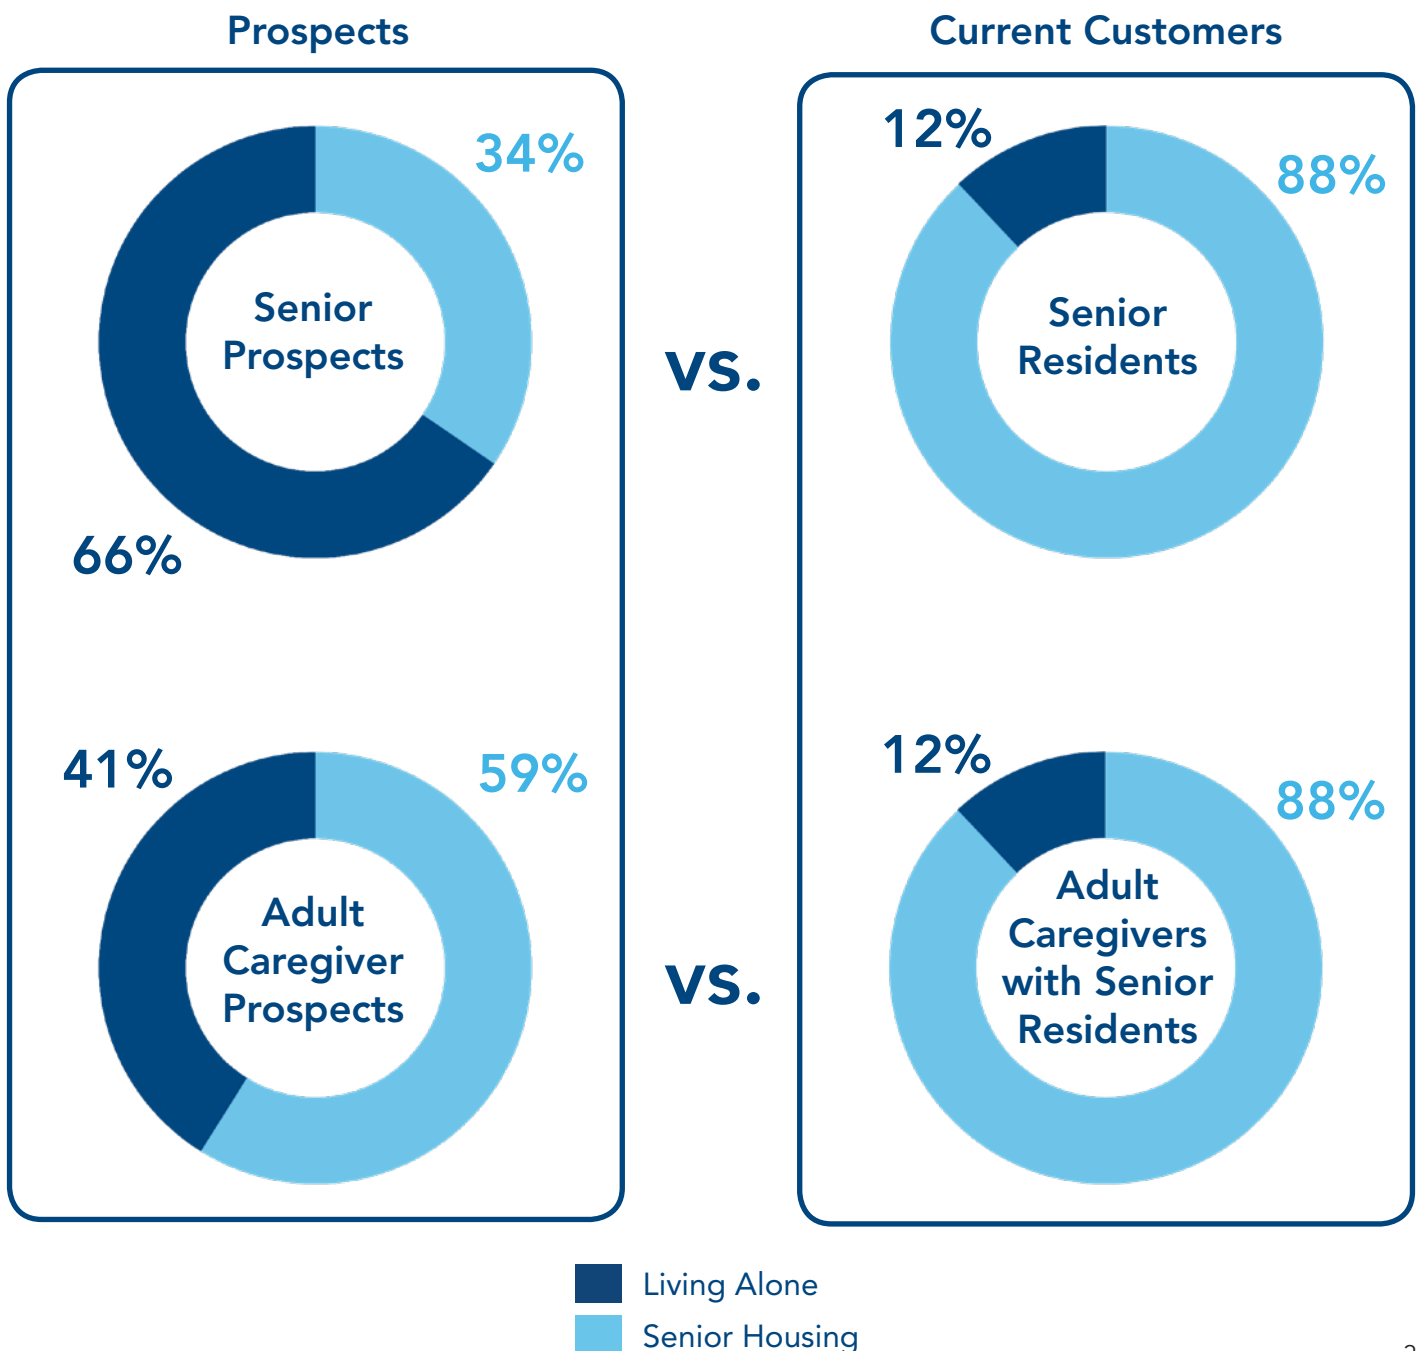 Prospects
Current Customers
34%
Senior
Prospects
66%
vs.
12%
88%
Senior
Residents
41%
59%
Adult
Caregiver
Prospects
vs.
12%
88%
Adult
Caregivers
with Senior
Residents
Living Alone
Senior Housing